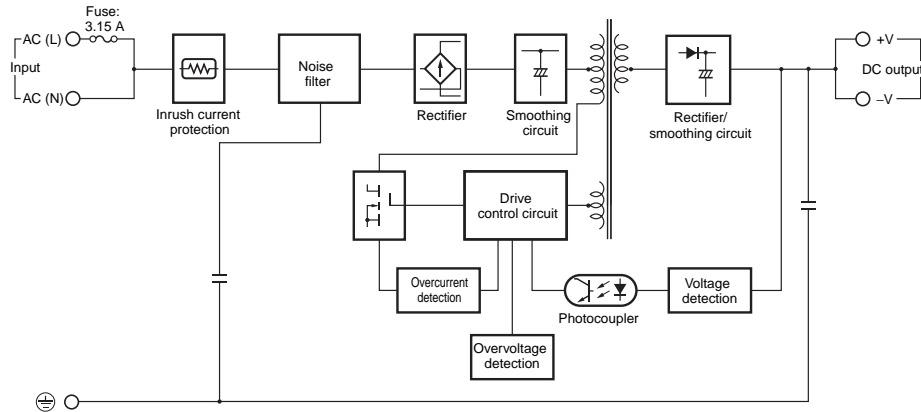 Fuse:
3.15 A
AC (L)
Input
AC (N)
Inrush current
protection
Noise
filter
Rectifier
Smoothing
circuit
Rectifier/
smoothing circuit
+V
DC output
–V
Drive
control circuit
Overcurrent
detection
Overvoltage
detection
Photocoupler
Voltage
detection